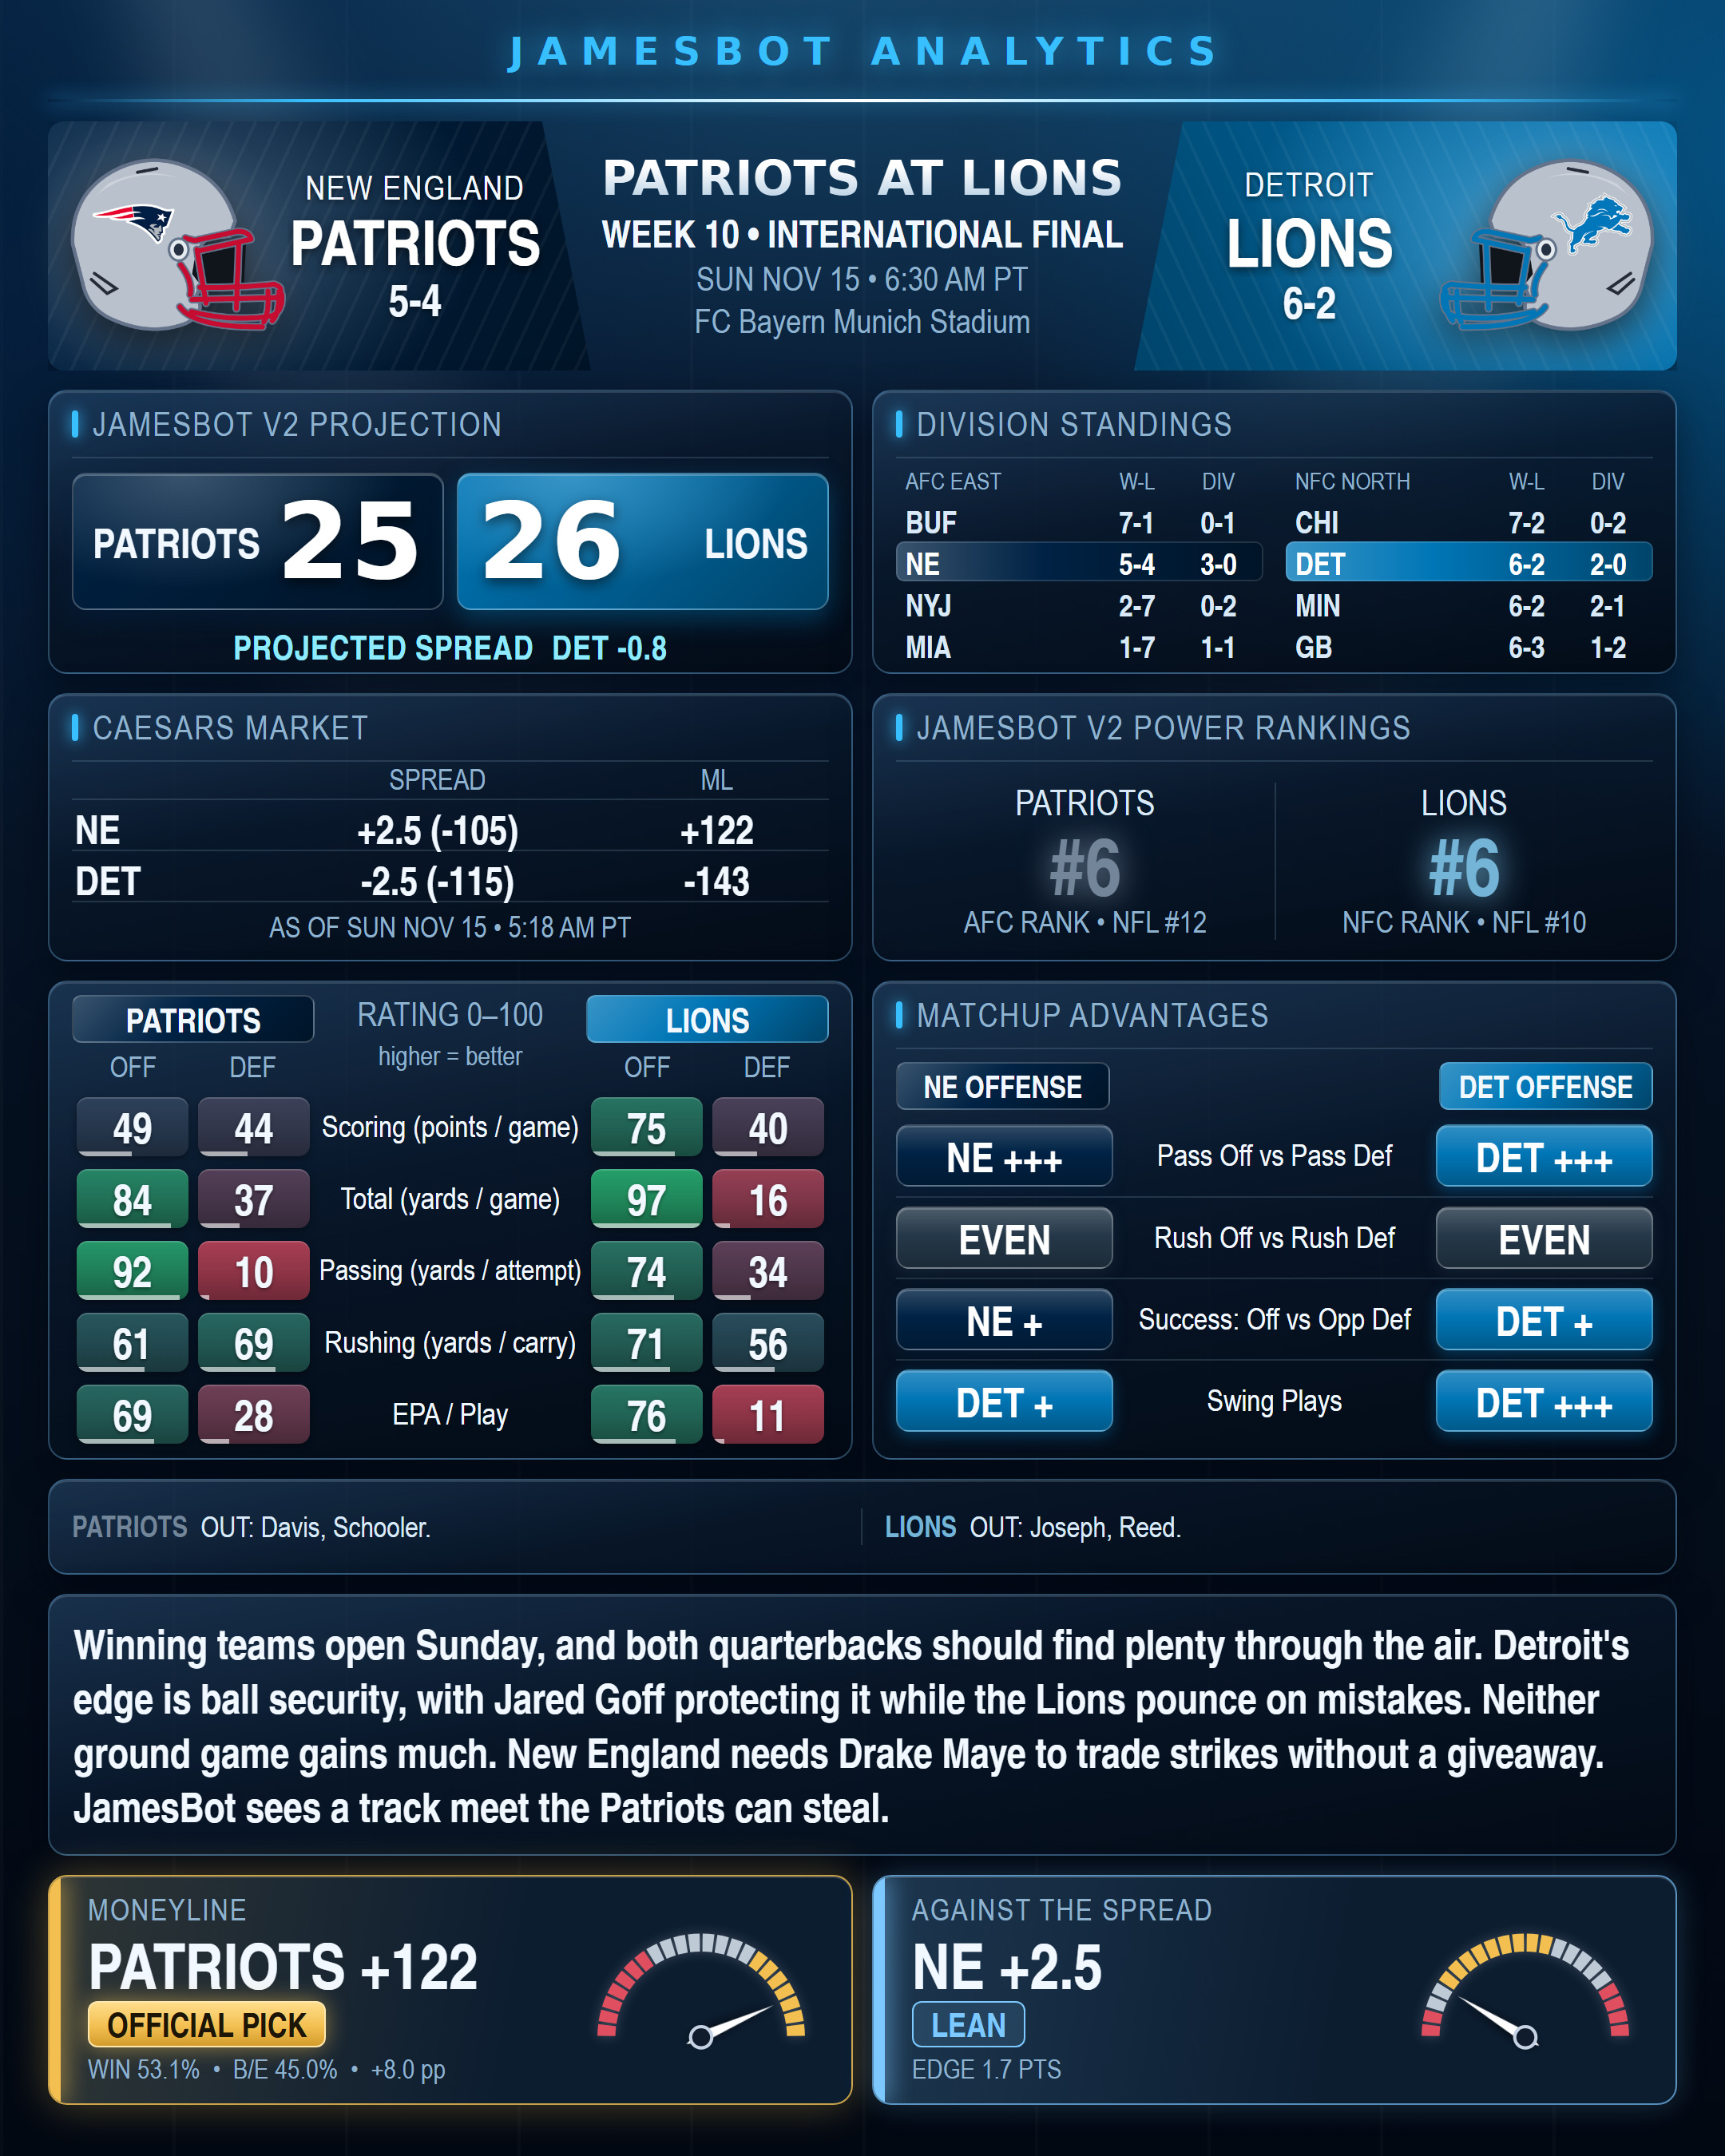 JAMESBOT ANALYTICS
NEW ENGLAND
PATRIOTS
5-4
PATRIOTS AT LIONS
WEEK 10 • INTERNATIONAL FINAL
SUN NOV 15 • 6:30 AM PT
FC Bayern Munich Stadium
DETROIT
LIONS
6-2
JAMESBOT V2 PROJECTION
PATRIOTS 25 26 LIONS
PROJECTED SPREAD DET -0.8
DIVISION STANDINGS
AFC EAST W-L DIV NFC NORTH W-L DIV
BUF 7-1 0-1 CHI 7-2 0-2
NE 5-4 3-0 DET 6-2 2-0
NYJ 2-7 0-2 MIN 6-2 2-1
MIA 1-7 1-1 GB 6-3 1-2
CAESARS MARKET
SPREAD ML
NE +2.5 (-105) +122
DET -2.5 (-115) -143
AS OF SUN NOV 15 • 5:18 AM PT
JAMESBOT V2 POWER RANKINGS
PATRIOTS LIONS
#6 #6
AFC RANK • NFL #12 NFC RANK • NFL #10
PATRIOTS RATING 0–100 LIONS
OFF DEF higher = better OFF DEF
49 44 Scoring (points / game) 75 40
84 37 Total (yards / game) 97 16
92 10 Passing (yards / attempt) 74 34
61 69 Rushing (yards / carry) 71 56
69 28 EPA / Play 76 11
MATCHUP ADVANTAGES
NE OFFENSE DET OFFENSE
NE +++ Pass Off vs Pass Def DET +++
EVEN Rush Off vs Rush Def EVEN
NE + Success: Off vs Opp Def DET +
DET + Swing Plays DET +++
PATRIOTS OUT: Davis, Schooler. LIONS OUT: Joseph, Reed.
Winning teams open Sunday, and both quarterbacks should find plenty through the air. Detroit's
edge is ball security, with Jared Goff protecting it while the Lions pounce on mistakes. Neither
ground game gains much. New England needs Drake Maye to trade strikes without a giveaway.
JamesBot sees a track meet the Patriots can steal.
MONEYLINE
PATRIOTS +122
OFFICIAL PICK
WIN 53.1% • B/E 45.0% • +8.0 pp
AGAINST THE SPREAD
NE +2.5
LEAN
EDGE 1.7 PTS